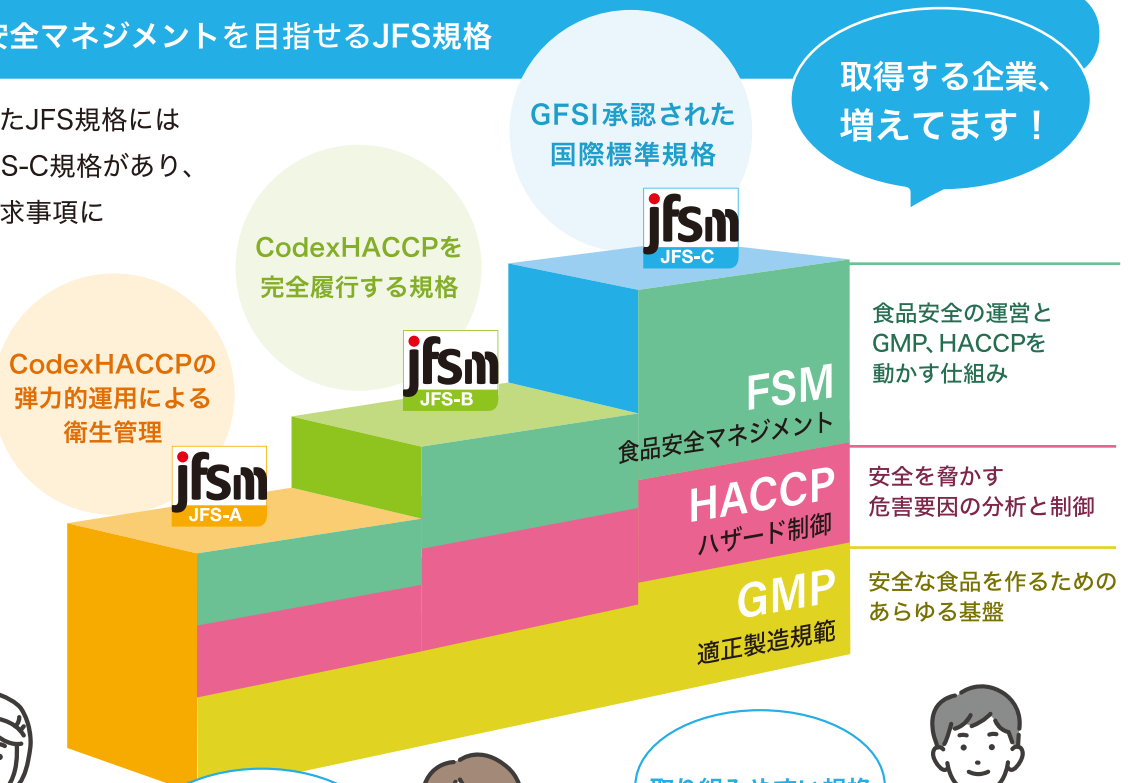 安全マネジメントを目指せるJFS規格
取得する企業、
増えてます！
たJFS規格には
S-C規格があり、
求事項に
GFSI承認された
国際標準規格
jfsm
JFS-C
CodexHACCPを
完全履行する規格
jfsm
JFS-B
CodexHACCPの
弾力的運用による
衛生管理
jfsm
JFS-A
FSM
食品安全マネジメント
HACCP
ハザード制御
GMP
適正製造規範
食品安全の運営と
GMP、HACCPを
動かす仕組み
安全を脅かす
危害要因の分析と制御
安全な食品を作るための
あらゆる基盤
取り組みやすい規格